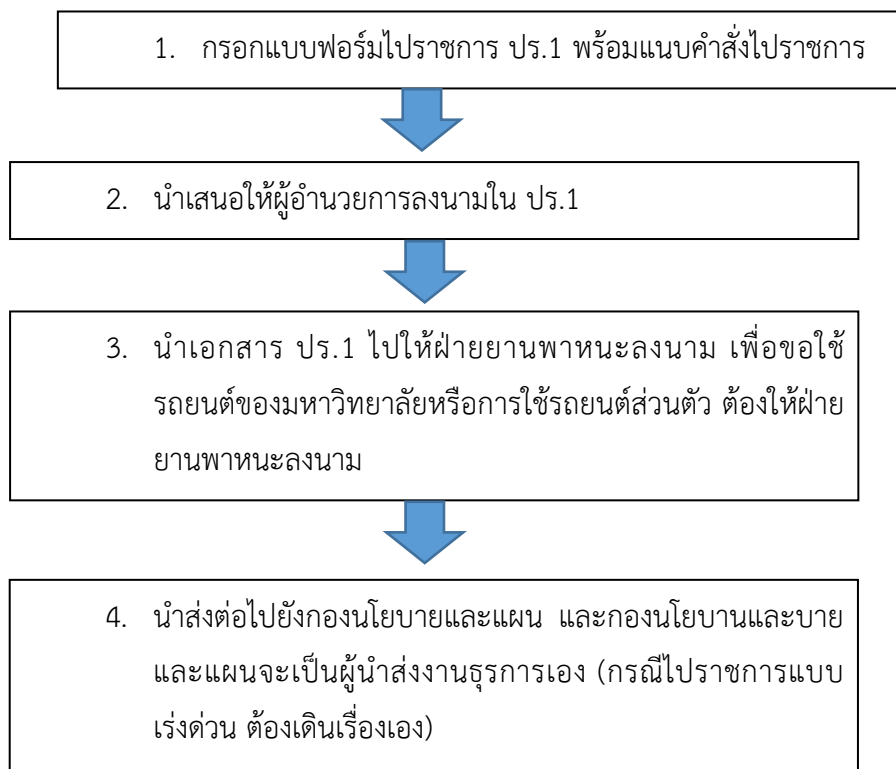 1. กรอกแบบฟอร์มไปราชการ ปร.1 พร้อมแนบคำสั่งไปราชการ
2. นำเสนอให้ผู้อำนวยการลงนามใน ปร.1
3. นำเอกสาร ปร.1 ไปให้ฝ่ายยานพาหนะลงนาม เพื่อขอใช้
รถยนต์ของมหาวิทยาลัยหรือการใช้รถยนต์ส่วนตัว ต้องให้ฝ่าย
ยานพาหนะลงนาม
4. นำส่งต่อไปยังกองนโยบายและแผน และกองนโยบานและบาย
และแผนจะเป็นผู้นำส่งงานธุรการเอง (กรณีไปราชการแบบ
เร่งด่วน ต้องเดินเรื่องเอง)